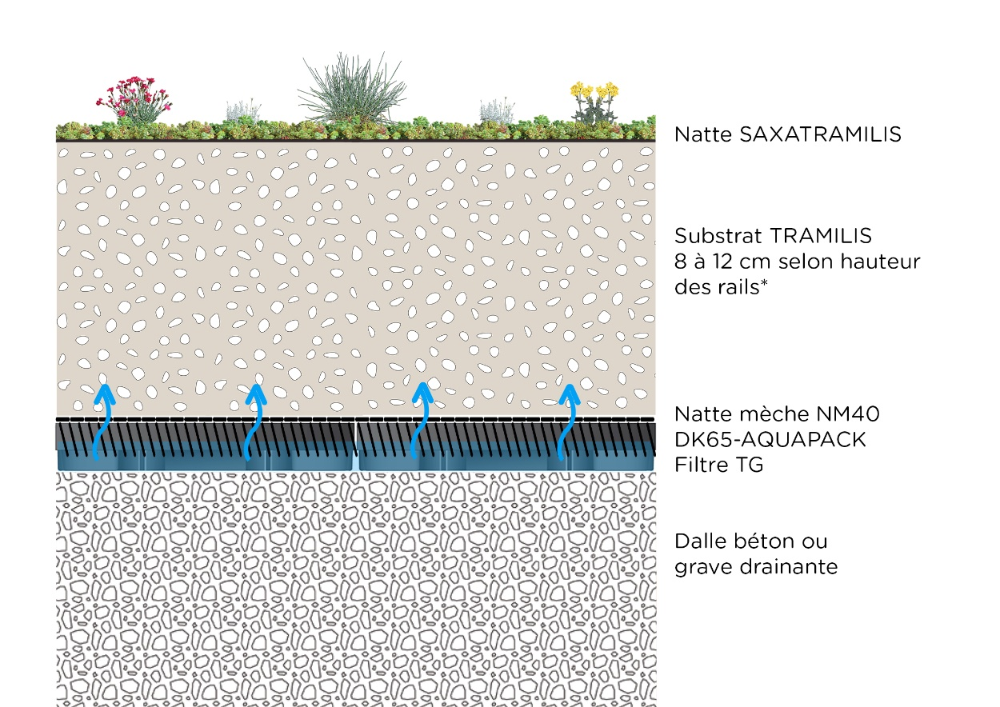 Natte SAXATRAMILIS
Substrat TRAMILIS
8 à 12 cm selon hauteur
des rails*
Natte mèche NM40
DK65-AQUAPACK
Filtre TG
Dalle béton ou
grave drainante